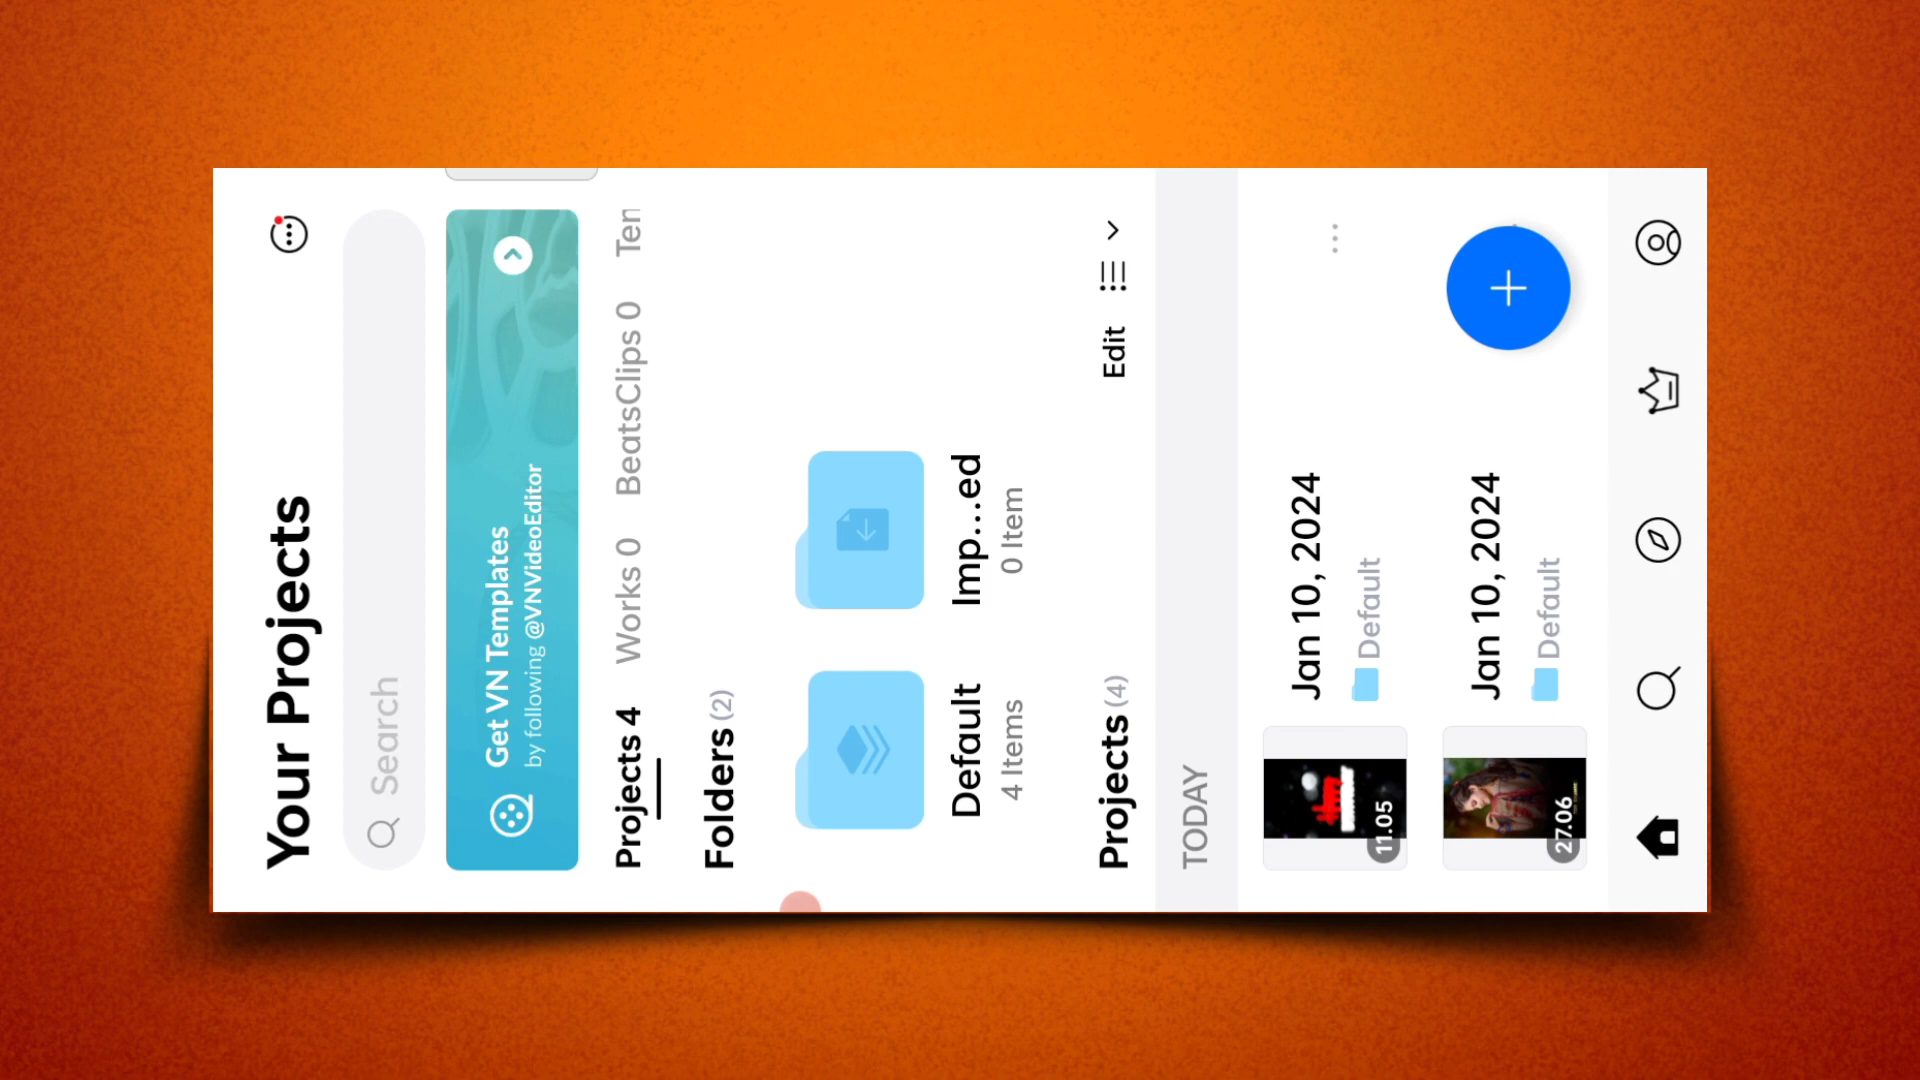 Your Projects
Search
Get VN Templates
by following @VNVideoEditor
Projects 4 Works 0 BeatsClips 0 Ten
Folders (2)
Default Imp...ed
4 Items 0 Item
Projects (4) Edit
TODAY
Jan 10, 2024
Default
11.05
Jan 10, 2024
Default
27.06